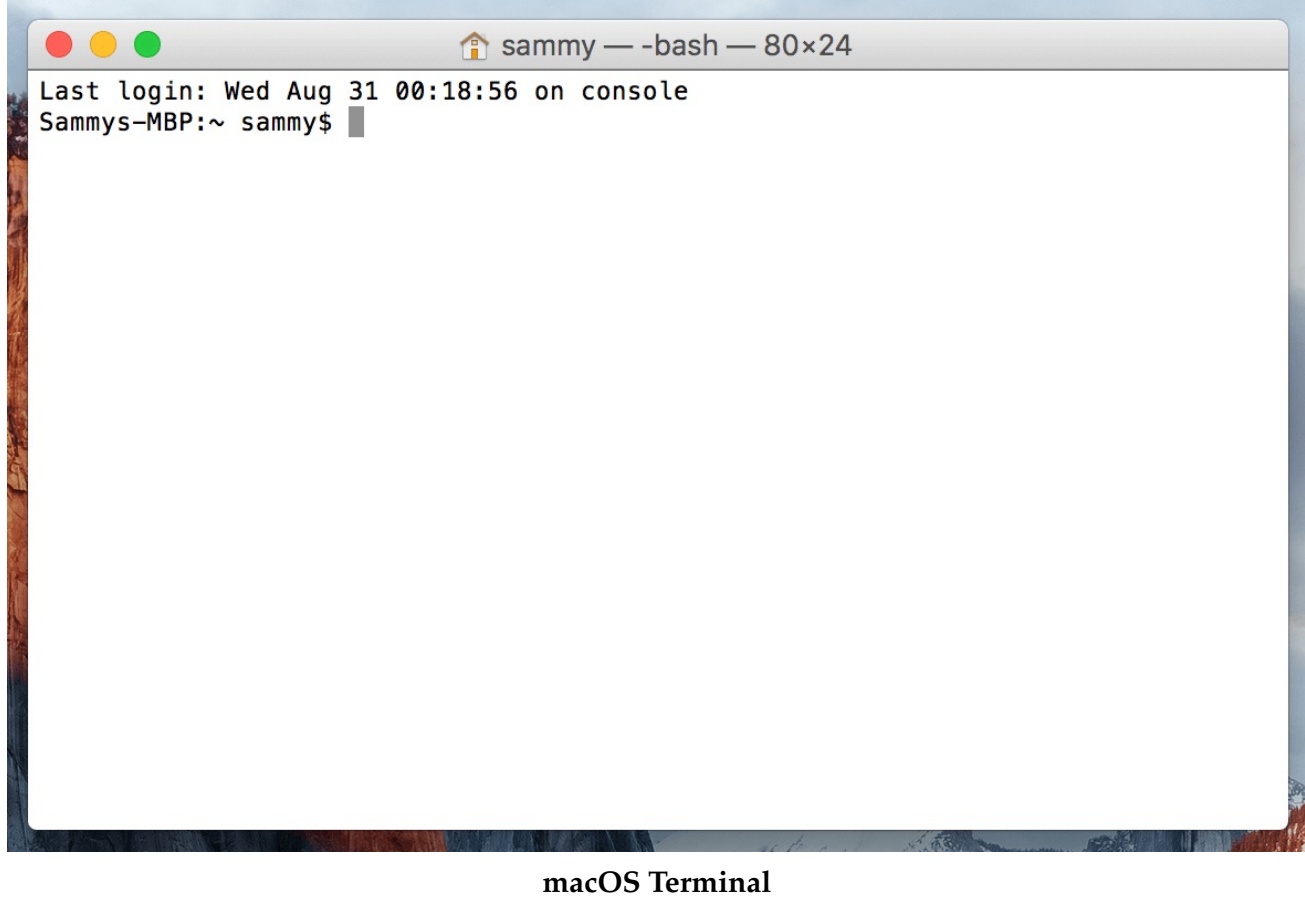 sammy — -bash — 80×24
Last login: Wed Aug 31 00:18:56 on console
Sammys-MBP:~ sammy$
macOS Terminal